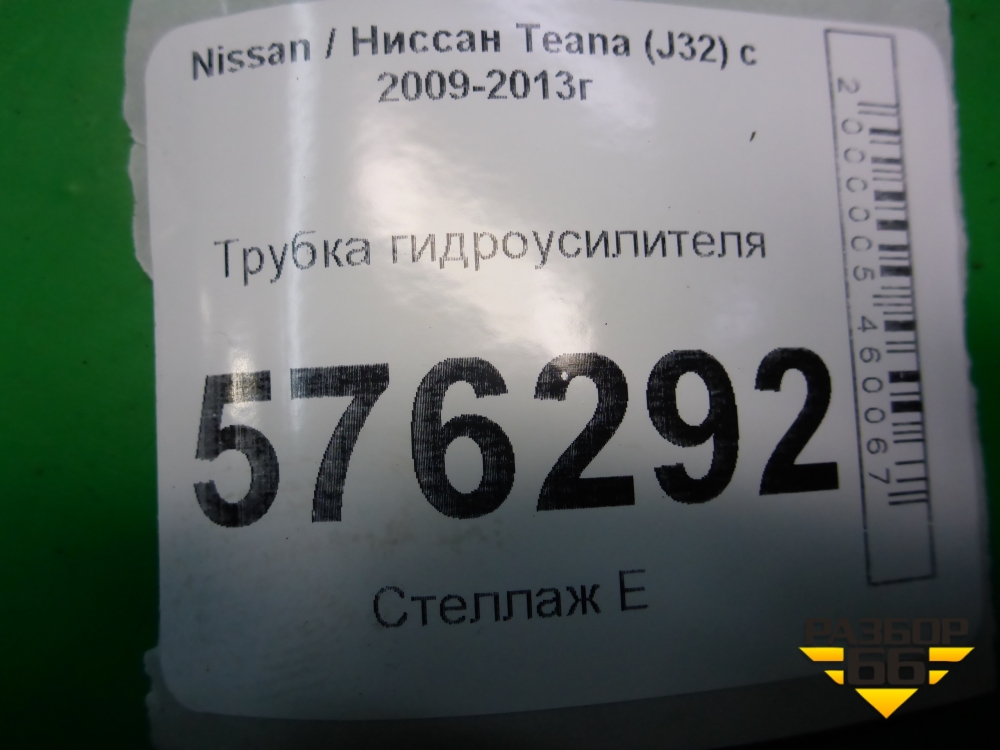 Nissan / Ниссан Teana (J32) с
2009-2013г
Трубка гидроусилителя
576292
Стеллаж Е
2000005460067
РАЗБОР
66